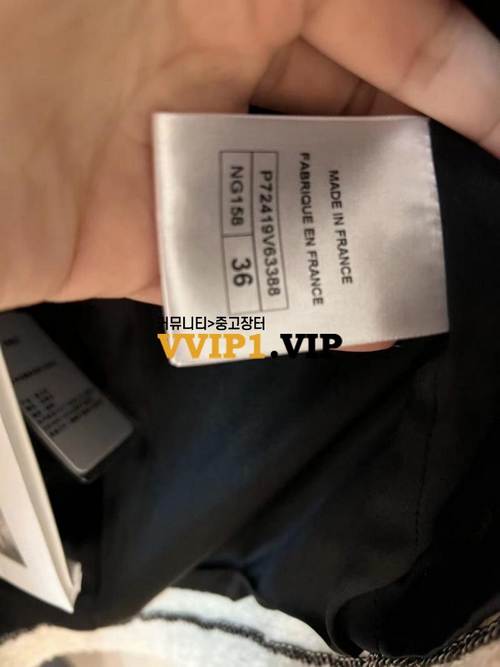 MADE IN FRANCE
FABRIQUE EN FRANCE
P72419V63388
NG158 36
커뮤니티>중고장터
VVIP1.VIP